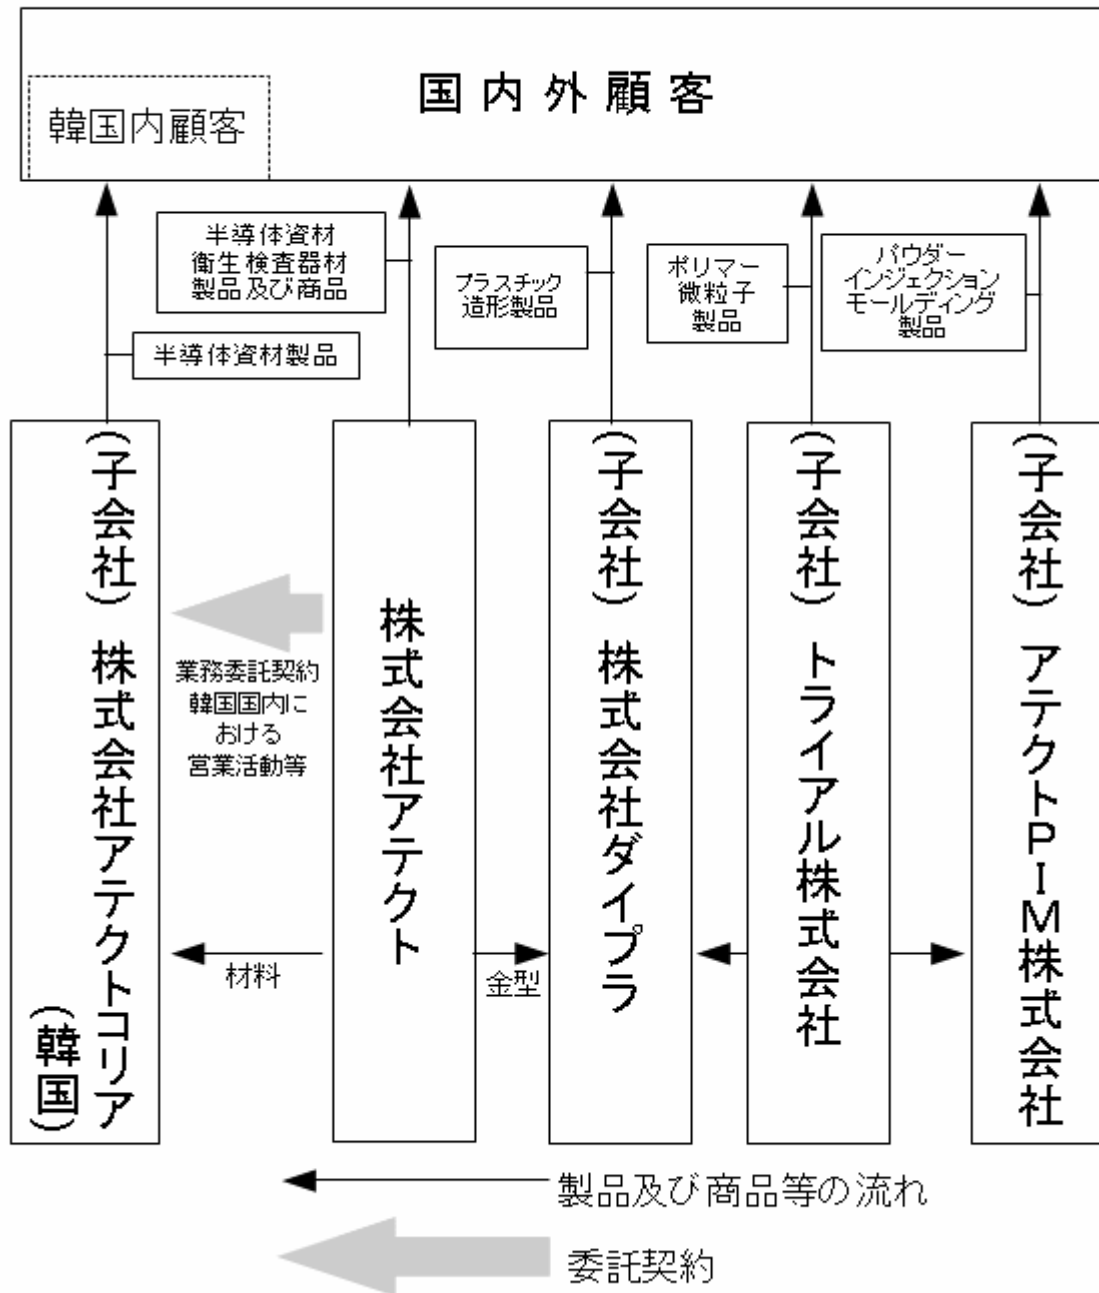 国内外顧客
韓国内顧客
半導体資材
衛生検査器材
製品及び商品
プラスチック
造形製品
ポリマー
微粒子
製品
パウダー
インジェクション
モールディング
製品
半導体資材製品
(子会社) 株式会社アテクトコリア
(韓国)
業務委託契約
韓国国内に
おける
営業活動等
材料
株式会社アテクト
金型
(子会社) 株式会社ダイプラ
(子会社) トライアル株式会社
(子会社) アテクトPIM株式会社
製品及び商品等の流れ
委託契約